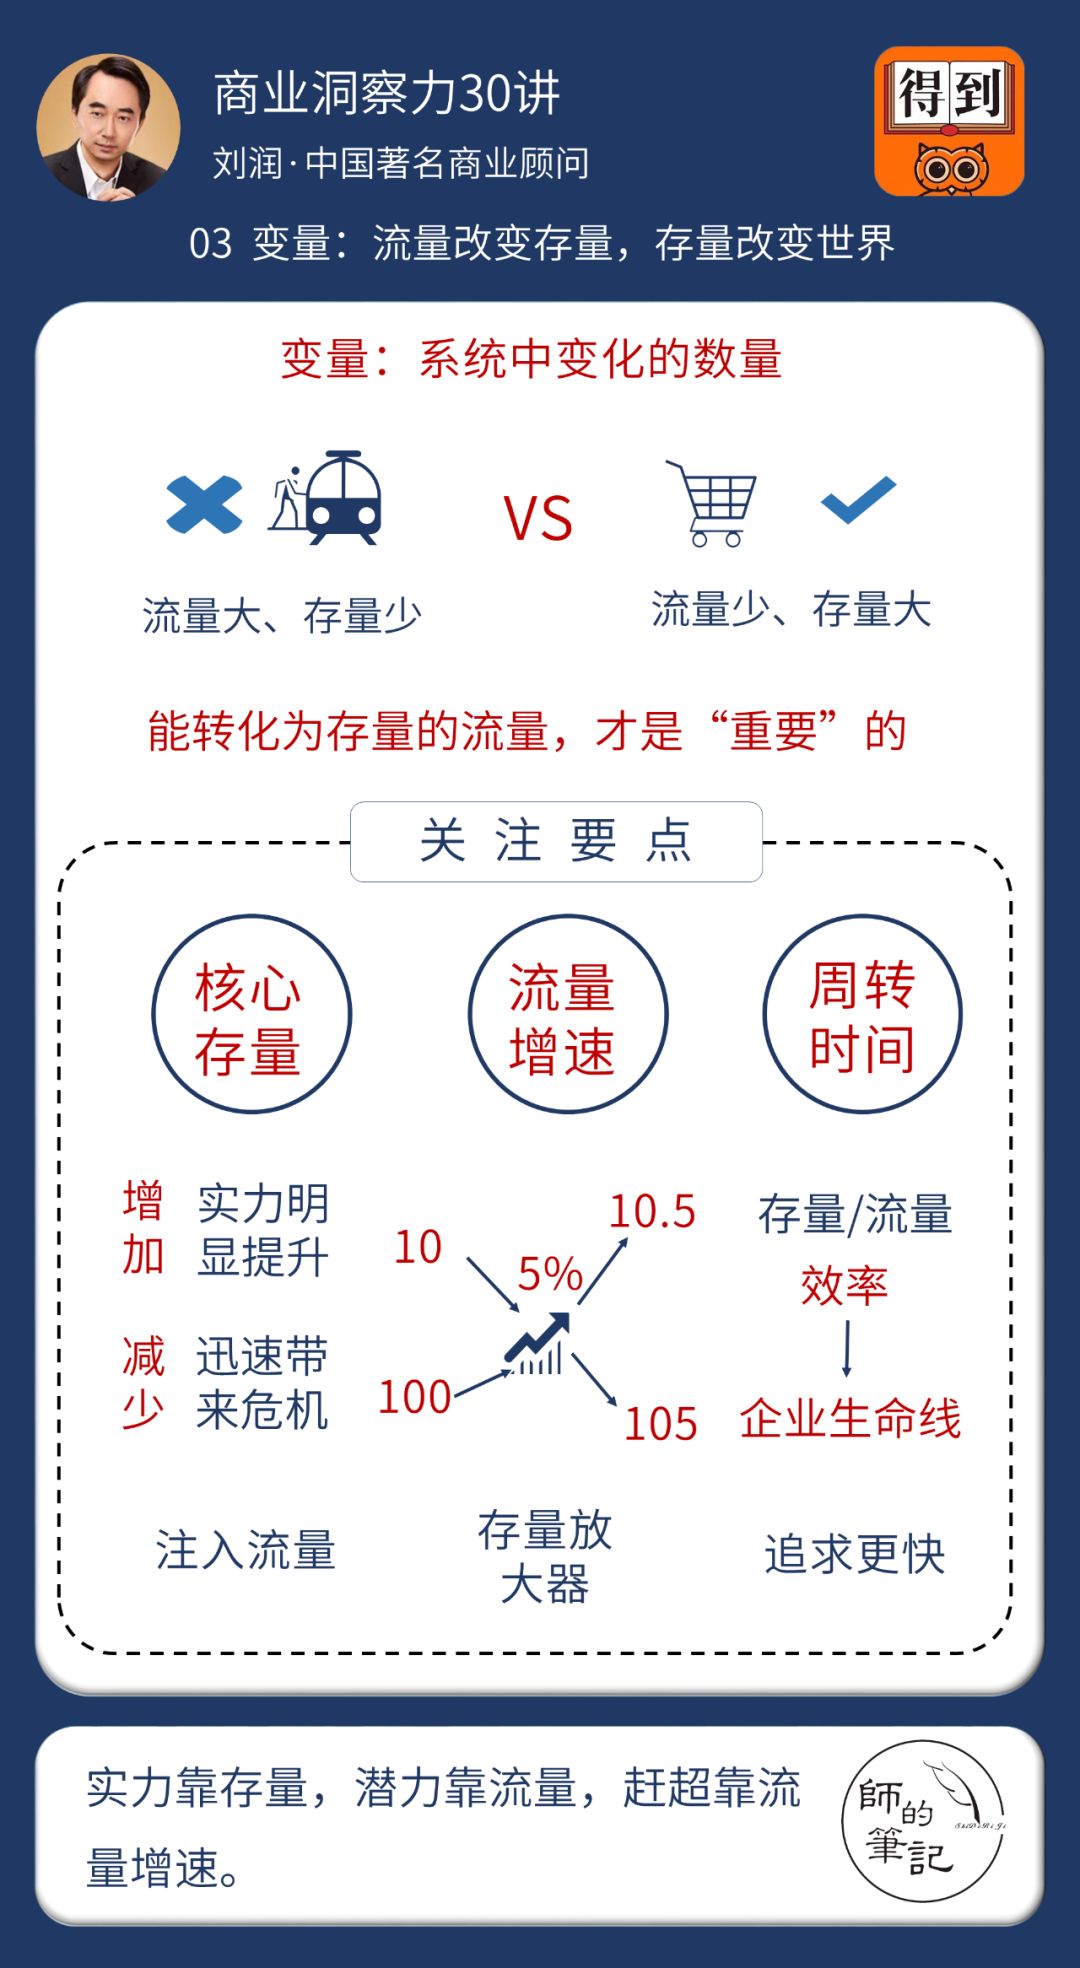 商业洞察力30讲
得到
刘润·中国著名商业顾问
03 变量：流量改变存量，存量改变世界
变量：系统中变化的数量
VS
流量大、存量少
流量少、存量大
能转化为存量的流量，才是“重要”的
关注要点
核心
存量
流量
增速
周转
时间
增
加
实力明
显提升
减
少
迅速带
来危机
注入流量
10
10.5
5%
100
105
存量放
大器
存量/流量
效率
企业生命线
追求更快
实力靠存量，潜力靠流量，赶超靠流
量增速。
師的
筆記